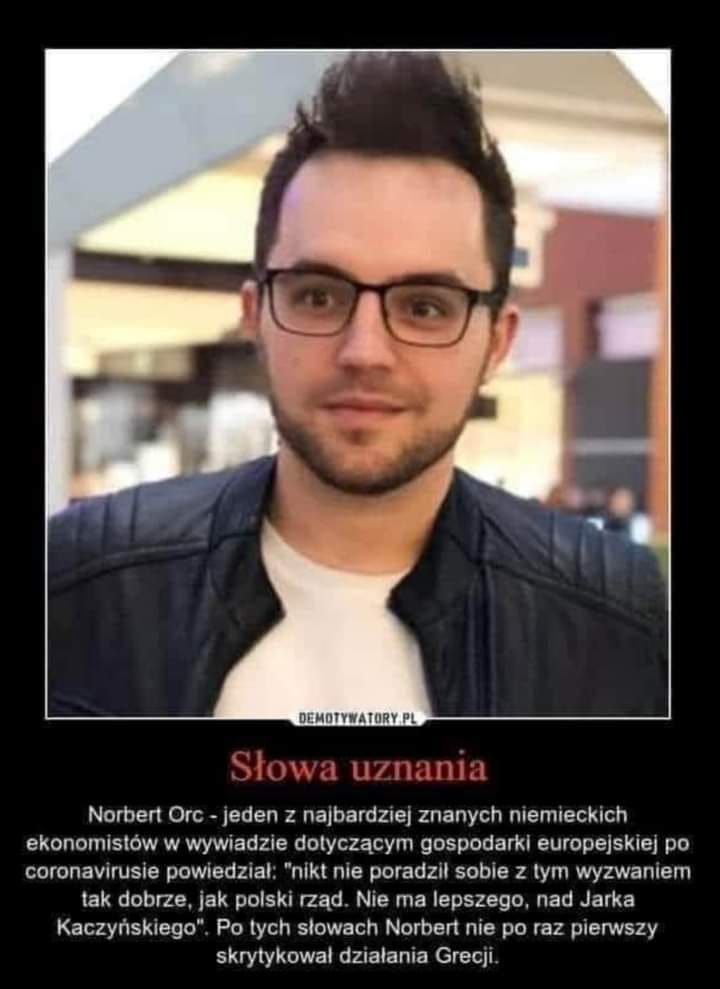 DEMOTYWATORY.PL
Słowa uznania
Norbert Orc - jeden z najbardziej znanych niemieckich
ekonomistów w wywiadzie dotyczącym gospodarki europejskiej po
coronavirusie powiedział: "nikt nie poradził sobie z tym wyzwaniem
tak dobrze, jak polski rząd. Nie ma lepszego, nad Jarka
Kaczyńskiego". Po tych słowach Norbert nie po raz pierwszy
skrytykował działania Grecji.